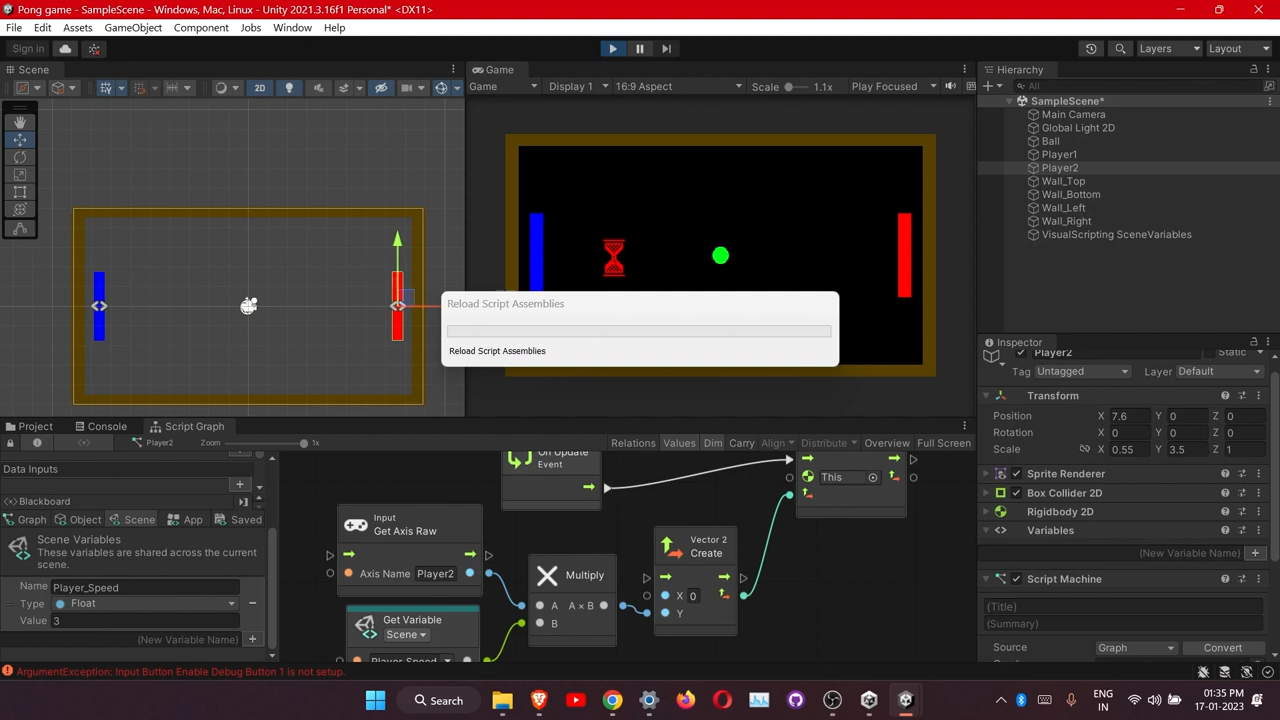 Pong game - SampleScene - Windows, Mac, Linux - Unity 2021.3.16f1 Personal* <DX11>
File Edit Assets GameObject Component Jobs Window Help
Sign in Layers Layout
Scene Game Hierarchy
2D Game Display 1 16:9 Aspect Scale 1.1x Play Focused All
SampleScene*
Main Camera
Global Light 2D
Ball
Player1
Player2
Wall_Top
Wall_Bottom
Wall_Left
Wall_Right
VisualScripting SceneVariables
Reload Script Assemblies
Reload Script Assemblies
Inspector
Player2 Static
Tag Untagged Layer Default
Transform
Position X 7.6 Y 0 Z 0
Rotation X 0 Y 0 Z 0
Scale X 0.55 Y 3.5 Z 1
Sprite Renderer
Box Collider 2D
Rigidbody 2D
Variables
(New Variable Name)
Script Machine
(Title)
(Summary)
Source Graph Convert
Project Console Script Graph
Player2 Zoom 1x Relations Values Dim Carry Align Distribute Overview Full Screen
Data Inputs
Blackboard
Graph Object Scene App Saved
Scene Variables
These variables are shared across the current
scene.
Name Player_Speed
Type Float
Value 3
(New Variable Name)
On Update
Event
This
Input
Get Axis Raw
Axis Name Player2
Get Variable
Scene
Player_Speed
Multiply
A A × B
B
Vector 2
Create
X 0
Y
ArgumentException: Input Button Enable Debug Button 1 is not setup.
Search
ENG
IN
01:35 PM
17-01-2023